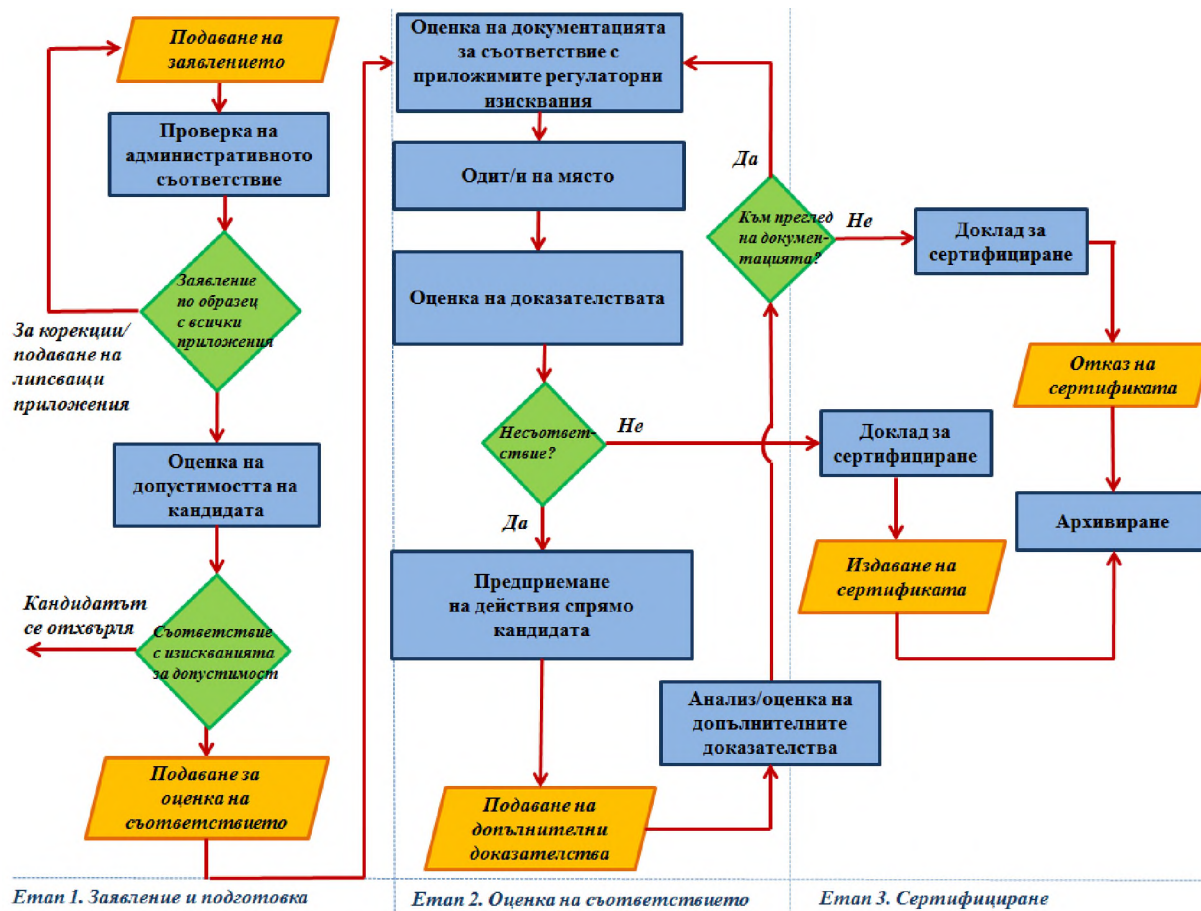 Подаване на
заявлението
Проверка на
административното
съответствие
Заявление
по образец
с всички
приложения
За корекции/
подаване на
липсващи
приложения
Оценка на
допустимостта на
кандидата
Кандидатът
се отхвърля
Съответствие
с изискванията
за допустимост
Подаване за
оценка на
съответствието
Етап 1. Заявление и подготовка
Оценка на документацията
за съответствие с
приложимите регулаторни
изисквания
Одит/и на място
Оценка на доказателствата
Несъответ-
ствие?
Не
Да
Предприемане
на действия спрямо
кандидата
Подаване на
допълнителни
доказателства
Анализ/оценка на
допълнителните
доказателства
Да
Към преглед
на докумен-
тацията?
Не
Етап 2. Оценка на съответствието
Доклад за
сертифициране
Отказ на
сертификата
Доклад за
сертифициране
Архивиране
Издаване на
сертификата
Етап 3. Сертифициране